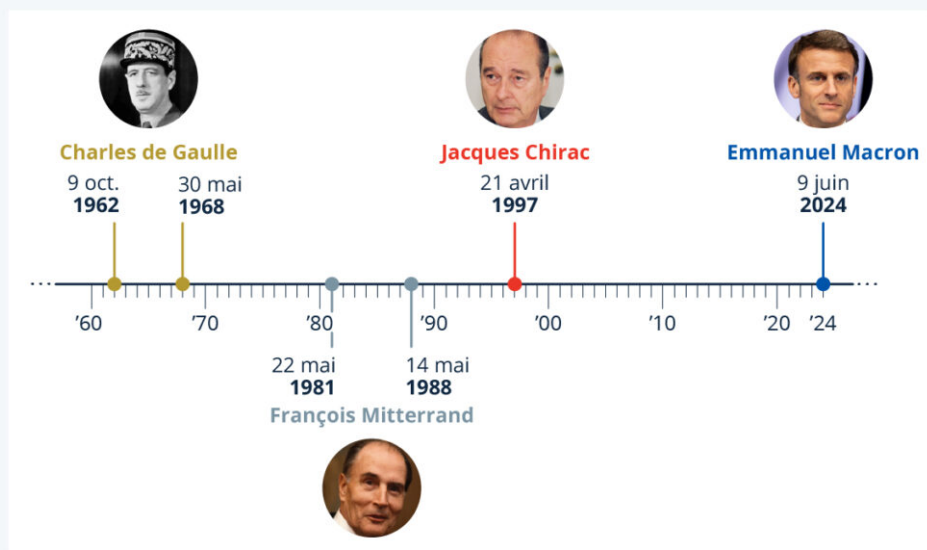 Charles de Gaulle
9 oct.
1962
30 mai
1968
Jacques Chirac
21 avril
1997
Emmanuel Macron
9 juin
2024
’60
’70
’80
’90
’00
’10
’20
’24
22 mai
1981
14 mai
1988
François Mitterrand